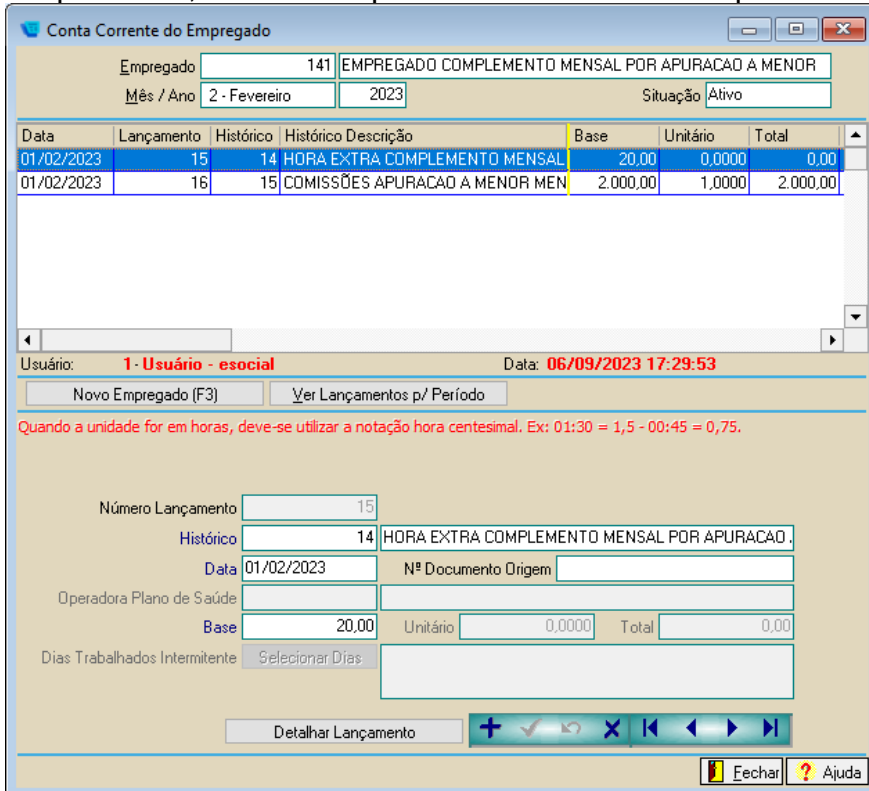 Conta Corrente do Empregado
Empregado 141 EMPREGADO COMPLEMENTO MENSAL POR APURACAO A MENOR
Mês / Ano 2 - Fevereiro 2023 Situação Ativo
Data Lançamento Histórico Histórico Descrição Base Unitário Total
01/02/2023 15 14 HORA EXTRA COMPLEMENTO MENSAL 20,00 0,0000 0,00
01/02/2023 16 15 COMISSÕES APURACAO A MENOR MEN 2.000,00 1,0000 2.000,00
Usuário: 1 - Usuário - esocial Data: 06/09/2023 17:29:53
Novo Empregado (F3) Ver Lançamentos p/ Período
Quando a unidade for em horas, deve-se utilizar a notação hora centesimal. Ex: 01:30 = 1,5 - 00:45 = 0,75.
Número Lançamento 15
Histórico 14 HORA EXTRA COMPLEMENTO MENSAL POR APURACAO .
Data 01/02/2023 Nº Documento Origem
Operadora Plano de Saúde
Base 20,00 Unitário 0,0000 Total 0,00
Dias Trabalhados Intermitente Selecionar Dias
Detalhar Lançamento
Fechar ? Ajuda